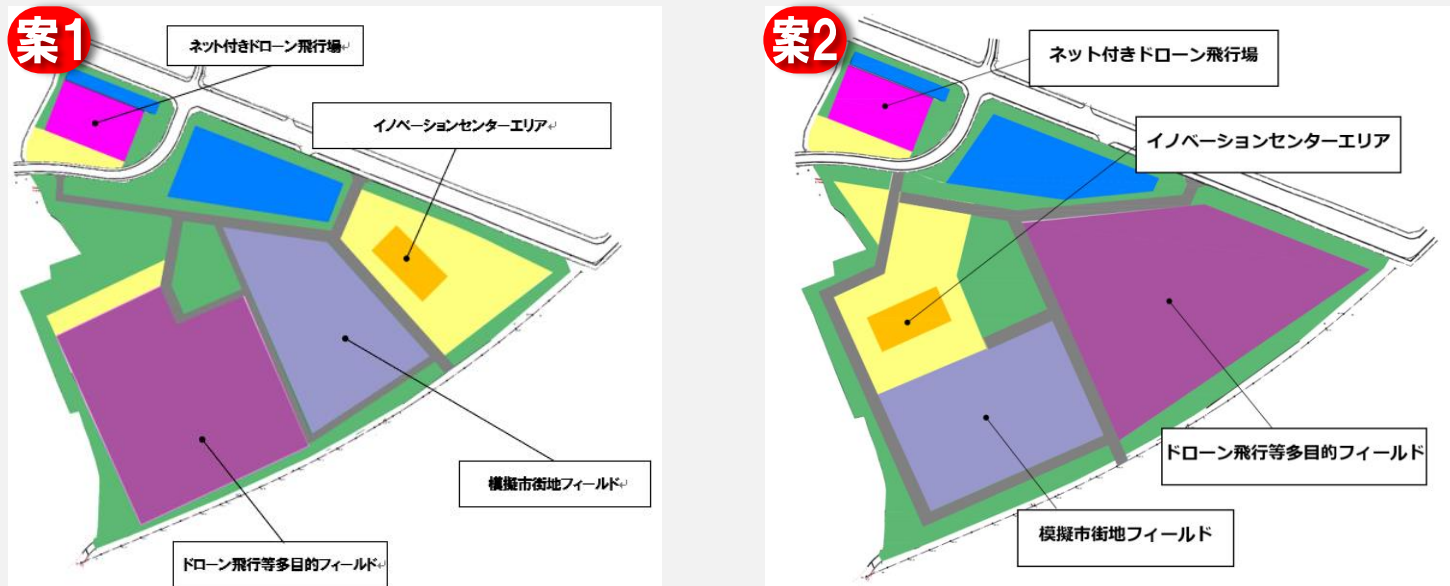 案1
ネット付きドローン飛行場
イノベーションセンターエリア
模擬市街地フィールド
ドローン飛行等多目的フィールド
案2
ネット付きドローン飛行場
イノベーションセンターエリア
ドローン飛行等多目的フィールド
模擬市街地フィールド